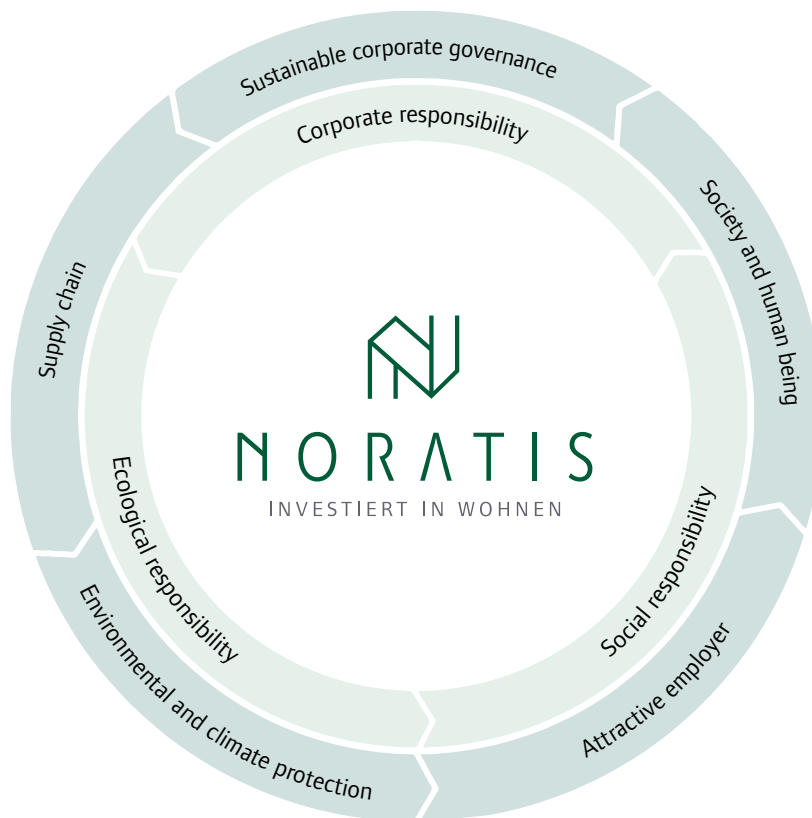 Sustainable corporate governance
Corporate responsibility
Society and human being
Supply chain
NORATIS
INVESTIERT IN WOHNEN
Ecological responsibility
Social responsibility
Environmental and climate protection
Attractive employer